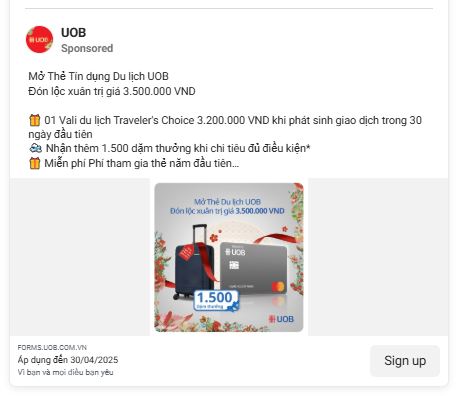 UOB
UOB
Sponsored
Mở Thẻ Tín dụng Du lịch UOB
Đón lộc xuân trị giá 3.500.000 VND
01 Vali du lịch Traveler's Choice 3.200.000 VND khi phát sinh giao dịch trong 30
ngày đầu tiên
Nhận thêm 1.500 dặm thưởng khi chi tiêu đủ điều kiện*
Miễn phí Phí tham gia thẻ năm đầu tiên...
Mở Thẻ Du lịch UOB
Đón lộc xuân trị giá 3.500.000 VND
UOB
1.500
Dặm thưởng
UOB
FORMS.UOB.COM.VN
Áp dụng đến 30/04/2025
Vì bạn và mọi điều bạn yêu
Sign up